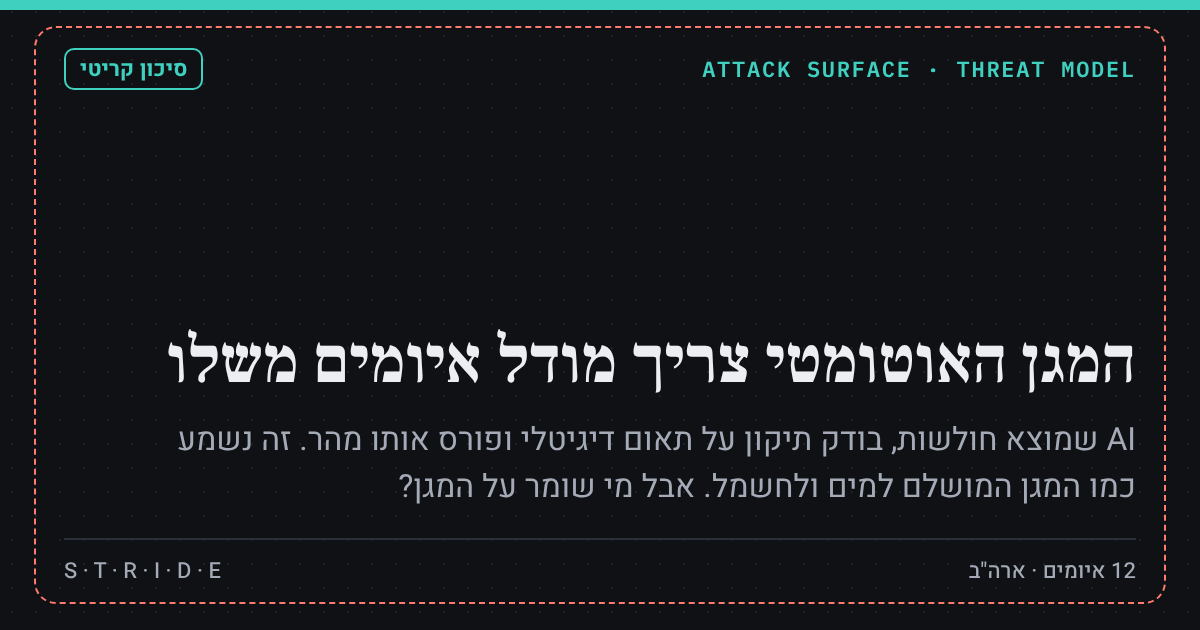 ATTACK SURFACE · THREAT MODEL
סיכון קריטי
המגן האוטומטי צריך מודל איומים משלו
AI שמוצא חולשות, בודק תיקון על תאום דיגיטלי ופורס אותו מהר. זה נשמע
כמו המגן המושלם למים ולחשמל. אבל מי שומר על המגן?
12 איומים · ארה"ב
S·T·R·I·D·E